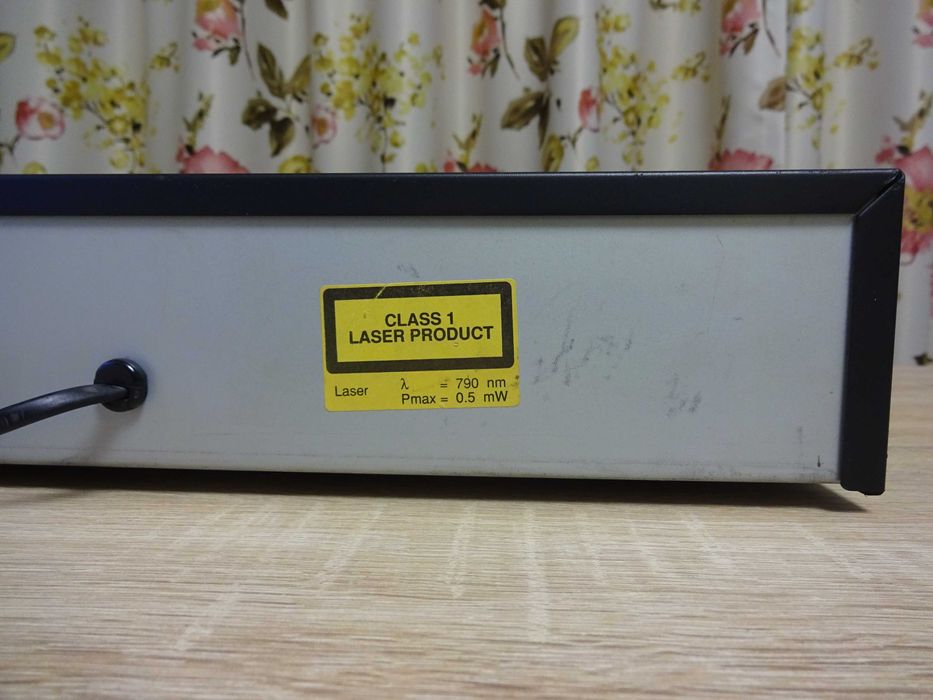 CLASS 1
LASER PRODUCT
Laser λ = 790 nm
Pmax = 0.5 mW